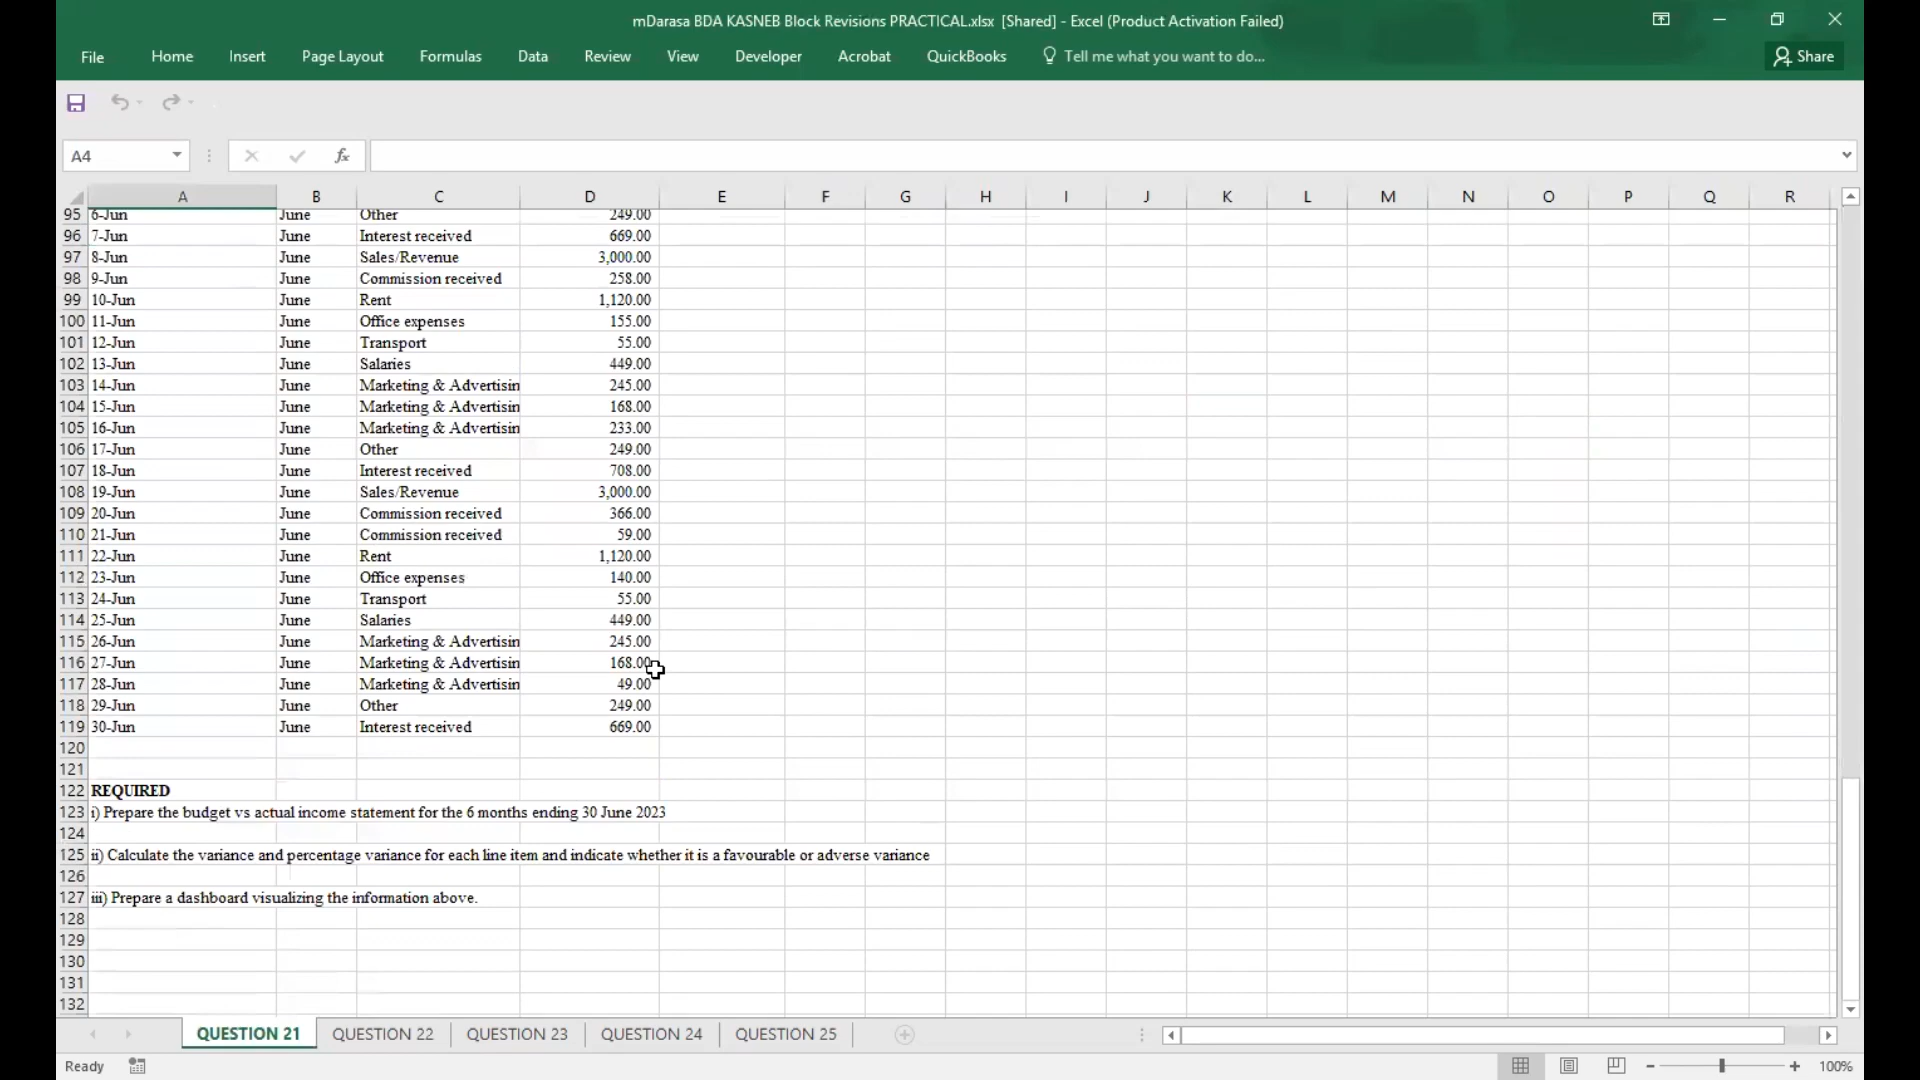 mDarasa BDA KASNEB Block Revisions PRACTICAL.xlsx [Shared] - Excel (Product Activation Failed)
File Home Insert Page Layout Formulas Data Review View Developer Acrobat QuickBooks Tell me what you want to do... Share
A4 fx
A B C D E F G H I J K L M N O P Q R
95 6-Jun June Other 249.00
96 7-Jun June Interest received 669.00
97 8-Jun June Sales/Revenue 3,000.00
98 9-Jun June Commission received 258.00
99 10-Jun June Rent 1,120.00
100 11-Jun June Office expenses 155.00
101 12-Jun June Transport 55.00
102 13-Jun June Salaries 449.00
103 14-Jun June Marketing & Advertisin 245.00
104 15-Jun June Marketing & Advertisin 168.00
105 16-Jun June Marketing & Advertisin 233.00
106 17-Jun June Other 249.00
107 18-Jun June Interest received 708.00
108 19-Jun June Sales/Revenue 3,000.00
109 20-Jun June Commission received 366.00
110 21-Jun June Commission received 59.00
111 22-Jun June Rent 1,120.00
112 23-Jun June Office expenses 140.00
113 24-Jun June Transport 55.00
114 25-Jun June Salaries 449.00
115 26-Jun June Marketing & Advertisin 245.00
116 27-Jun June Marketing & Advertisin 168.00
117 28-Jun June Marketing & Advertisin 49.00
118 29-Jun June Other 249.00
119 30-Jun June Interest received 669.00
120
121
122 REQUIRED
123 i) Prepare the budget vs actual income statement for the 6 months ending 30 June 2023
124
125 ii) Calculate the variance and percentage variance for each line item and indicate whether it is a favourable or adverse variance
126
127 iii) Prepare a dashboard visualizing the information above.
128
129
130
131
132
QUESTION 21 QUESTION 22 QUESTION 23 QUESTION 24 QUESTION 25
Ready 100%